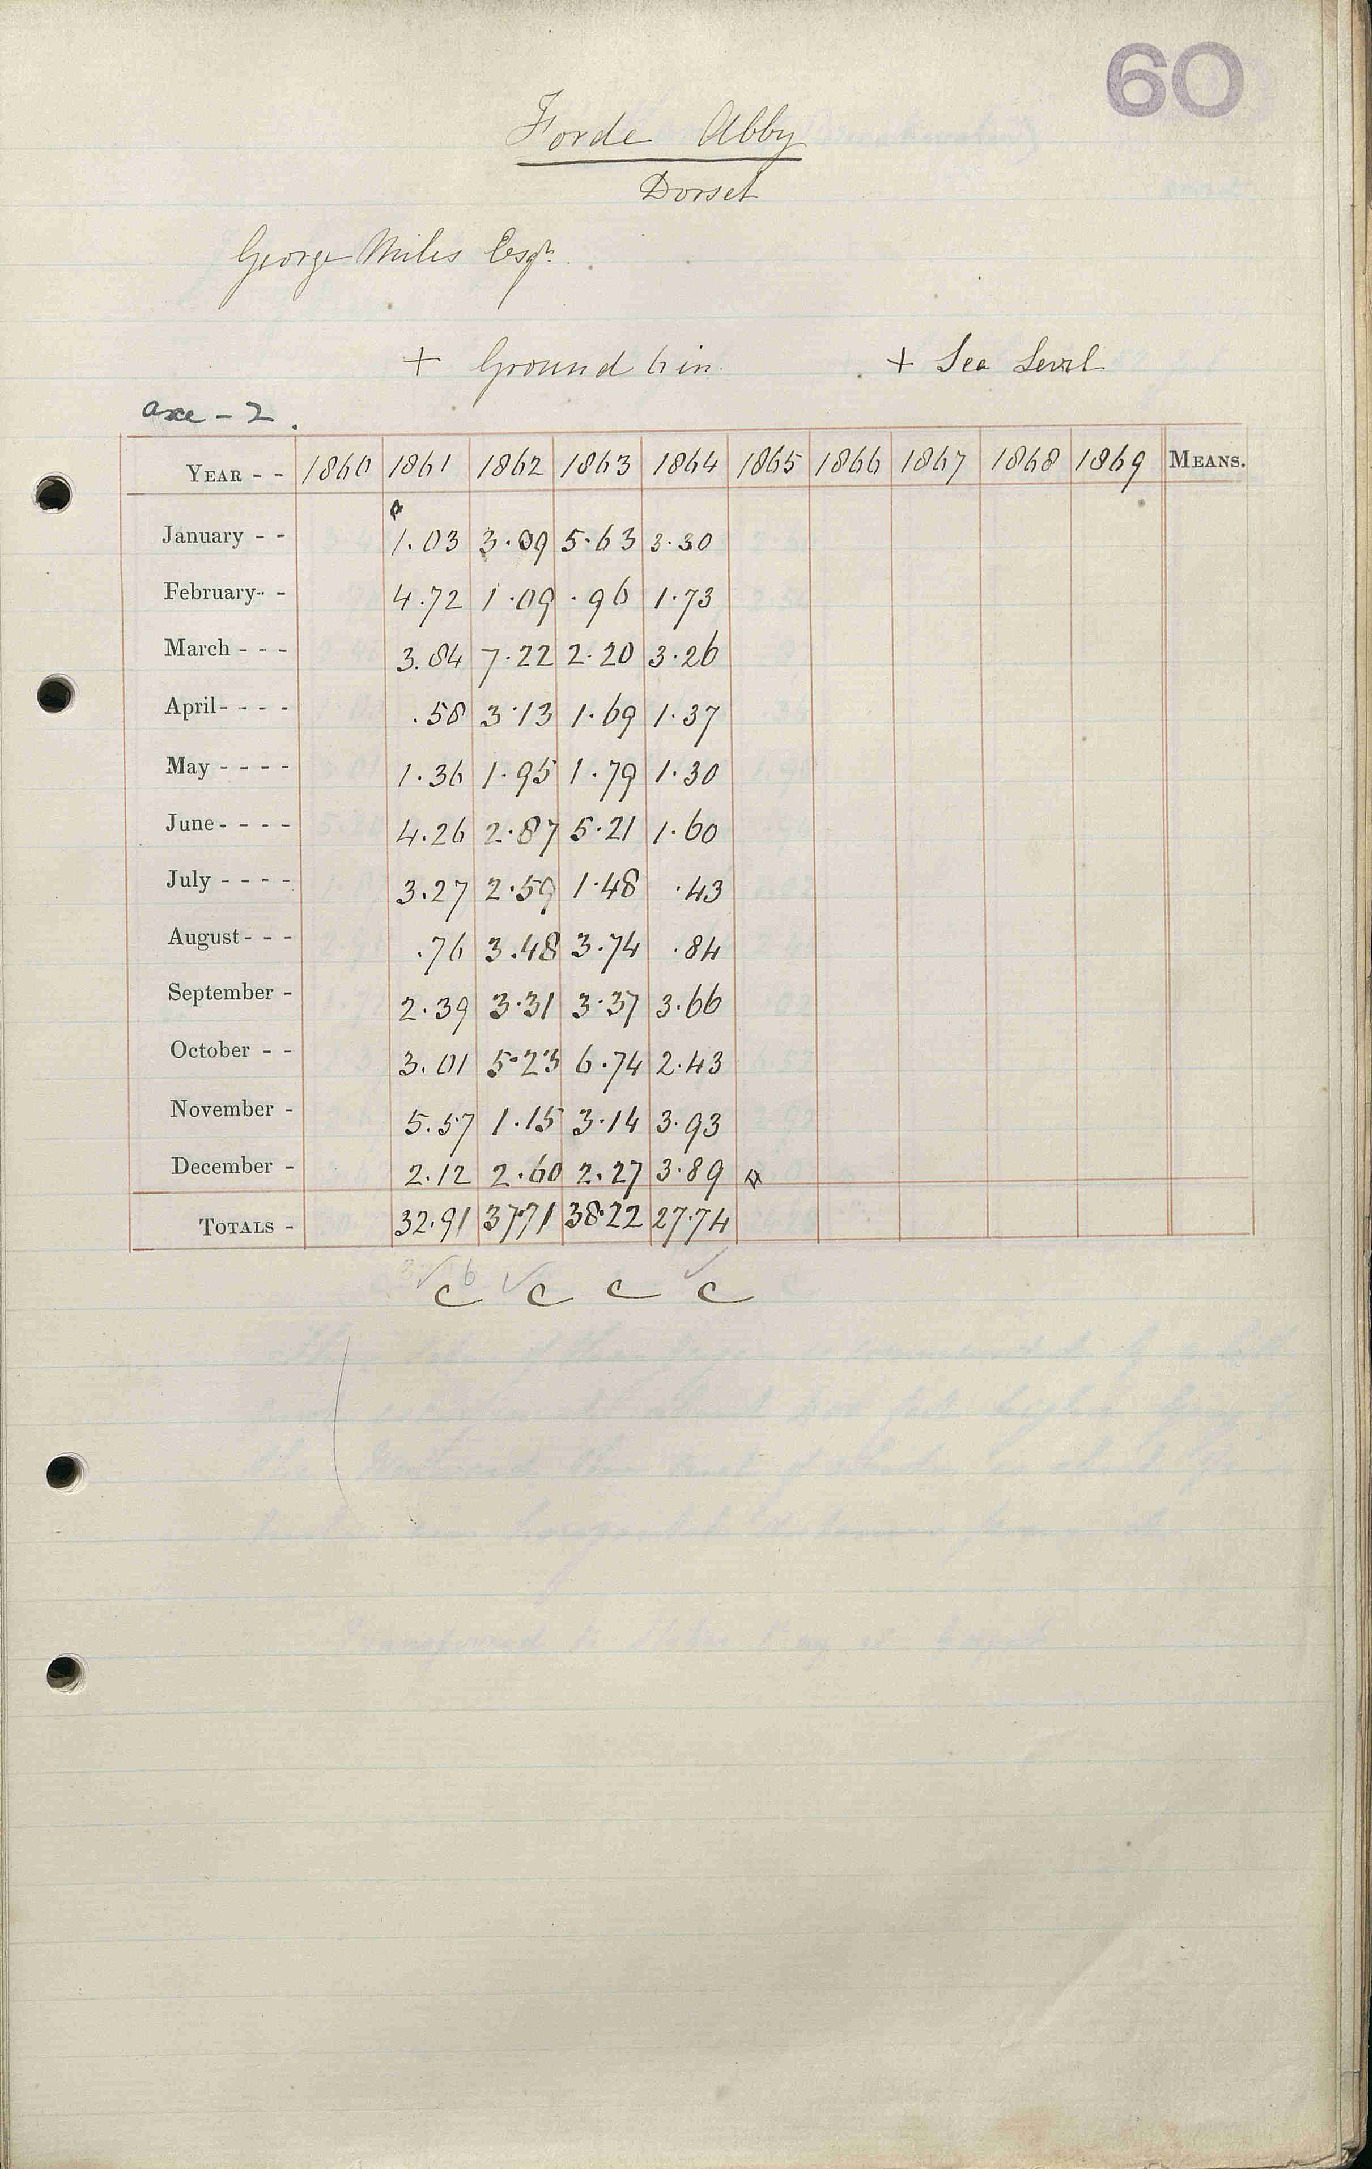 60
Forde Abby
Dorset
George Miles Esqr.
+ Ground 6 in. + Sea Level
axe - 2.
YEAR - - 1860 1861 1862 1863 1864 1865 1866 1867 1868 1869 MEANS.
January - - 1.03 3.09 5.63 3.30
February- - 4.72 1.09 .96 1.73
March - - - 3.84 7.22 2.20 3.26
April- - - - .58 3.13 1.69 1.37
May - - - - 1.36 1.95 1.79 1.30
June- - - - 4.26 2.87 5.21 1.60
July - - - - 3.27 2.59 1.48 .43
August- - - .76 3.48 3.74 .84
September - 2.39 3.31 3.37 3.66
October - - 3.01 5.23 6.74 2.43
November - 5.57 1.15 3.14 3.93
December - 2.12 2.60 2.27 3.89
TOTALS - 32.91 37.71 38.22 27.74
C C C C